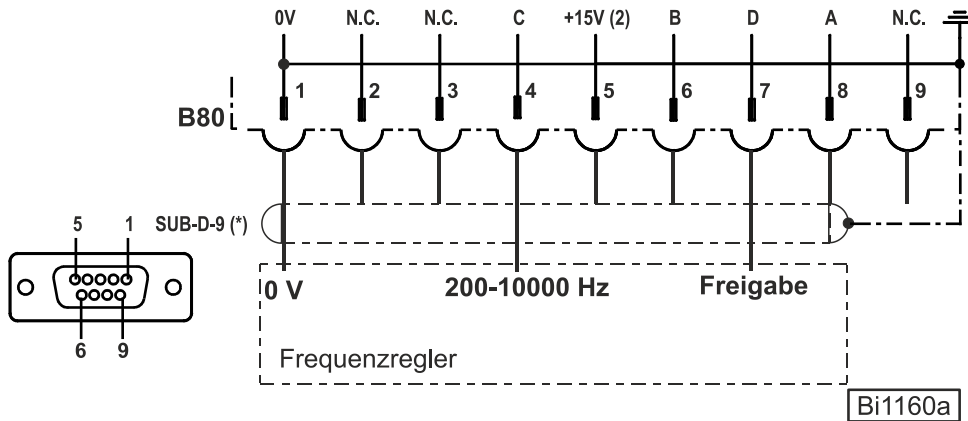 0V N.C. N.C. C +15V (2) B D A N.C.
1 2 3 4 5 6 7 8 9
B80
5 1 SUB-D-9 (*)
0 V 200-10000 Hz Freigabe
6 9
Frequenzregler
Bi1160a